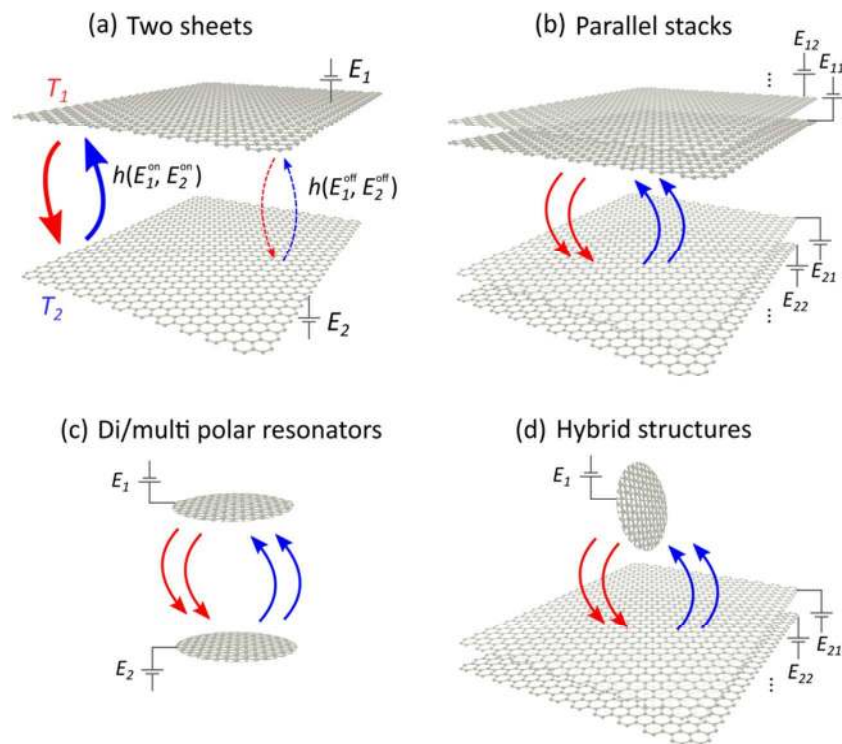 (a) Two sheets
E₁
T₁
h(E₁ᵒⁿ, E₂ᵒⁿ)
h(E₁ᵒᶠᶠ, E₂ᵒᶠᶠ)
T₂
E₂
(b) Parallel stacks
E₁₂
E₁₁
...
E₂₁
E₂₂
...
(c) Di/multi polar resonators
E₁
E₂
(d) Hybrid structures
E₁
E₂₁
E₂₂
...